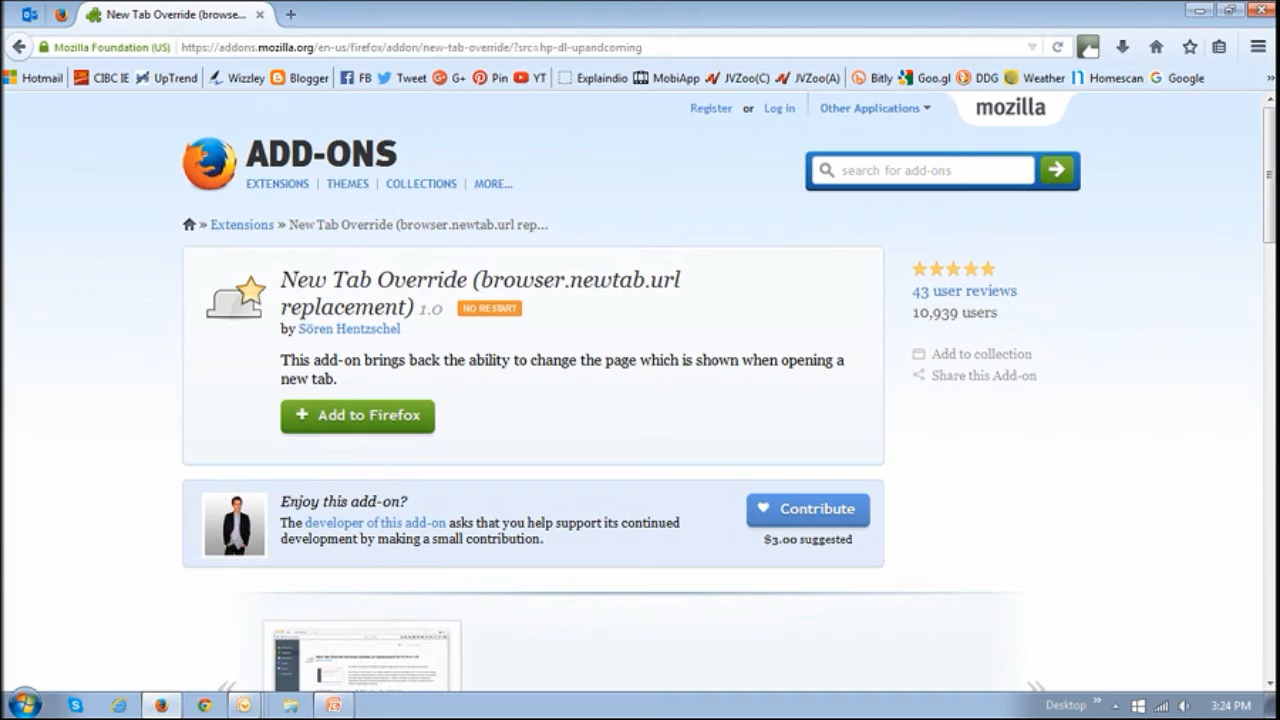 New Tab Override (browse...
Mozilla Foundation (US) https://addons.mozilla.org/en-us/firefox/addon/new-tab-override/?src=hp-dl-upandcoming
Hotmail CIBC IE UpTrend Wizzley Blogger FB Tweet G+ Pin YT Explaindio MobiApp JVZoo(C) JVZoo(A) Bitly Goo.gl DDG Weather Homescan Google
Register or Log in Other Applications mozilla
ADD-ONS
EXTENSIONS | THEMES | COLLECTIONS | MORE...
search for add-ons
» Extensions » New Tab Override (browser.newtab.url rep...
New Tab Override (browser.newtab.url
replacement) 1.0 NO RESTART
by Sören Hentzschel
This add-on brings back the ability to change the page which is shown when opening a
new tab.
+ Add to Firefox
43 user reviews
10,939 users
Add to collection
Share this Add-on
Enjoy this add-on?
The developer of this add-on asks that you help support its continued
development by making a small contribution.
Contribute
$3.00 suggested
Desktop 3:24 PM